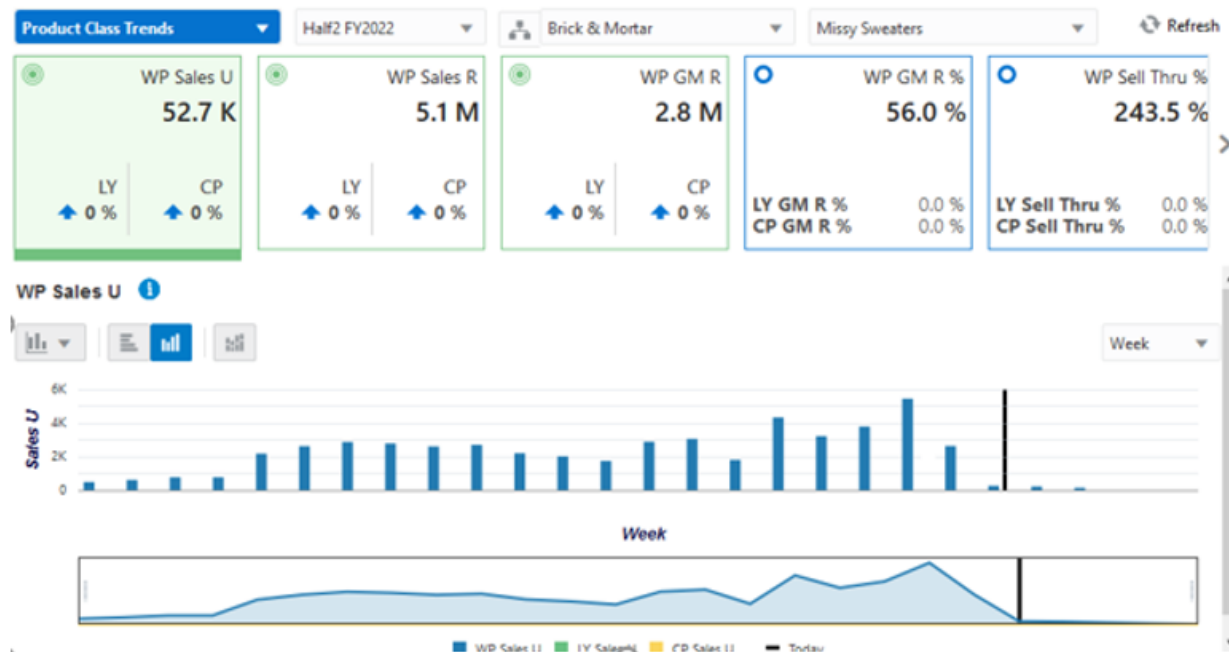 Product Class Trends Half2 FY2022 Brick & Mortar Missy Sweaters Refresh
WP Sales U WP Sales R WP GM R WP GM R % WP Sell Thru %
52.7 K 5.1 M 2.8 M 56.0 % 243.5 %
LY CP LY CP LY CP
0 % 0 % 0 % 0 % 0 % 0 %
LY GM R % 0.0 % LY Sell Thru % 0.0 %
CP GM R % 0.0 % CP Sell Thru % 0.0 %
WP Sales U
Week
6K
4K
2K
0
Sales U
Week
WP Sales U LY Sales CP Sales U Today